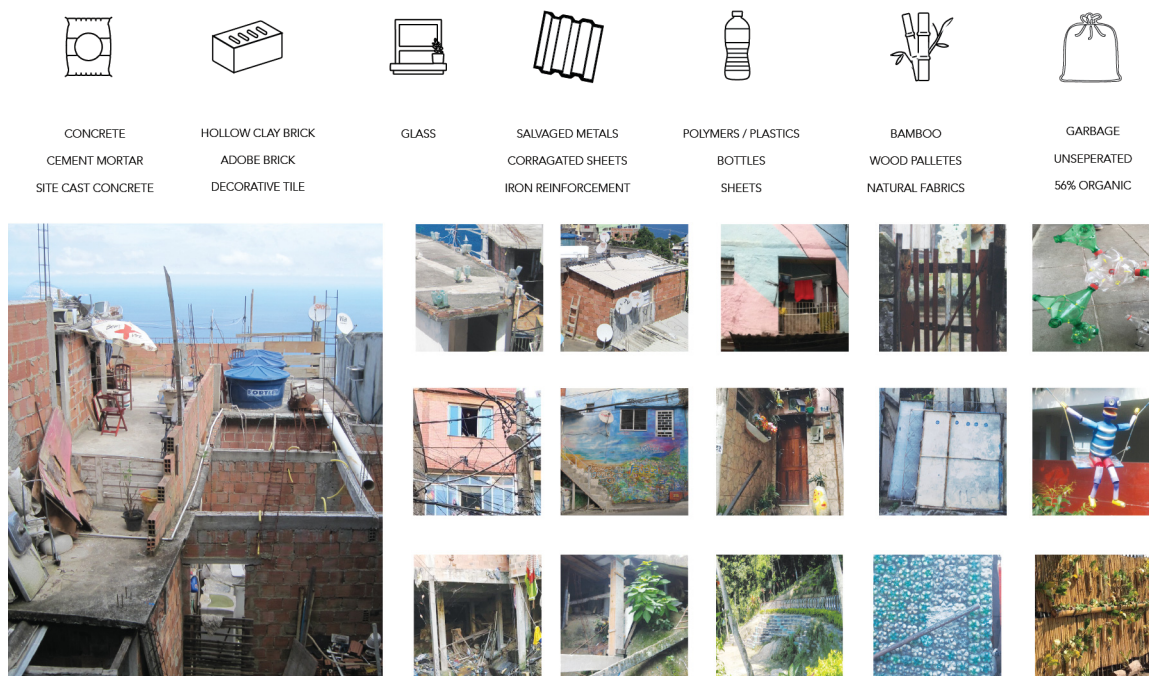 CONCRETE
CEMENT MORTAR
SITE CAST CONCRETE
HOLLOW CLAY BRICK
ADOBE BRICK
DECORATIVE TILE
GLASS
SALVAGED METALS
CORRAGATED SHEETS
IRON REINFORCEMENT
POLYMERS / PLASTICS
BOTTLES
SHEETS
BAMBOO
WOOD PALLETES
NATURAL FABRICS
GARBAGE
UNSEPERATED
56% ORGANIC